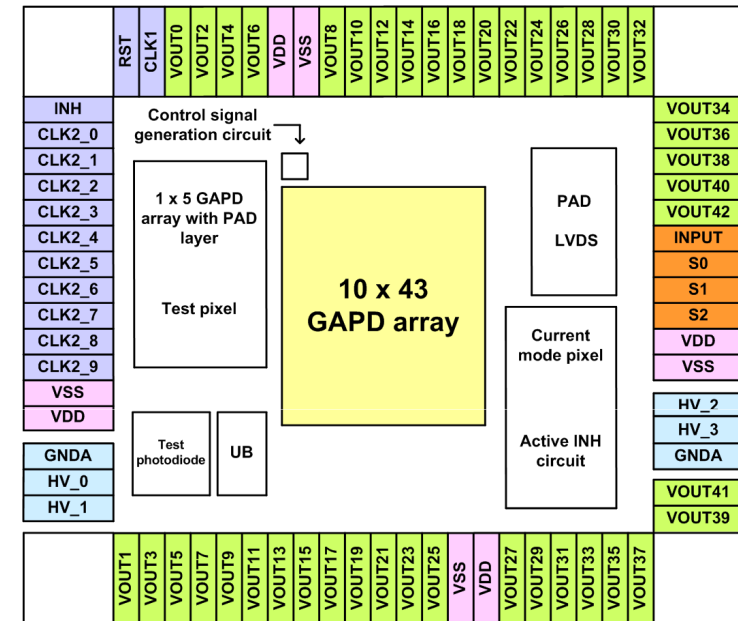 RST
CLK1
VOUT0
VOUT2
VOUT4
VOUT6
VDD
VSS
VOUT8
VOUT10
VOUT12
VOUT14
VOUT16
VOUT18
VOUT20
VOUT22
VOUT24
VOUT26
VOUT28
VOUT30
VOUT32
INH
CLK2_0
CLK2_1
CLK2_2
CLK2_3
CLK2_4
CLK2_5
CLK2_6
CLK2_7
CLK2_8
CLK2_9
VSS
VDD
GNDA
HV_0
HV_1
Control signal
generation circuit
1 x 5 GAPD
array with PAD
layer
Test pixel
10 x 43
GAPD array
PAD
LVDS
Current
mode pixel
Active INH
circuit
Test
photodiode
UB
VOUT34
VOUT36
VOUT38
VOUT40
VOUT42
INPUT
S0
S1
S2
VDD
VSS
HV_2
HV_3
GNDA
VOUT41
VOUT39
VOUT1
VOUT3
VOUT5
VOUT7
VOUT9
VOUT11
VOUT13
VOUT15
VOUT17
VOUT19
VOUT21
VOUT23
VOUT25
VSS
VDD
VOUT27
VOUT29
VOUT31
VOUT33
VOUT35
VOUT37